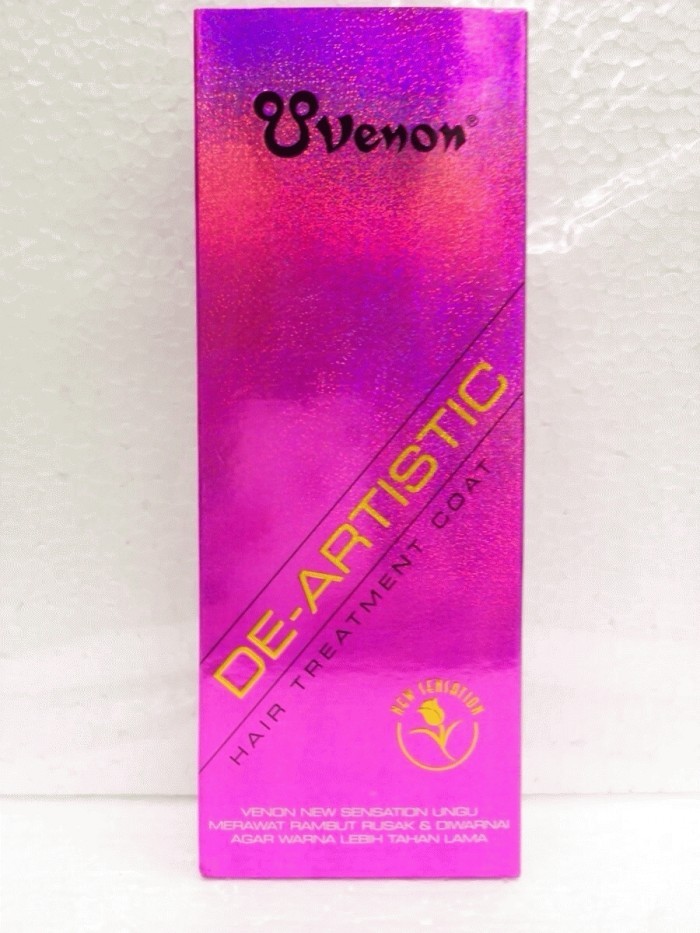 Venon®
DE-ARTISTIC
HAIR TREATMENT COAT
NEW SENSATION
VENON NEW SENSATION UNGU
MERAWAT RAMBUT RUSAK & DIWARNAI
AGAR WARNA LEBIH TAHAN LAMA